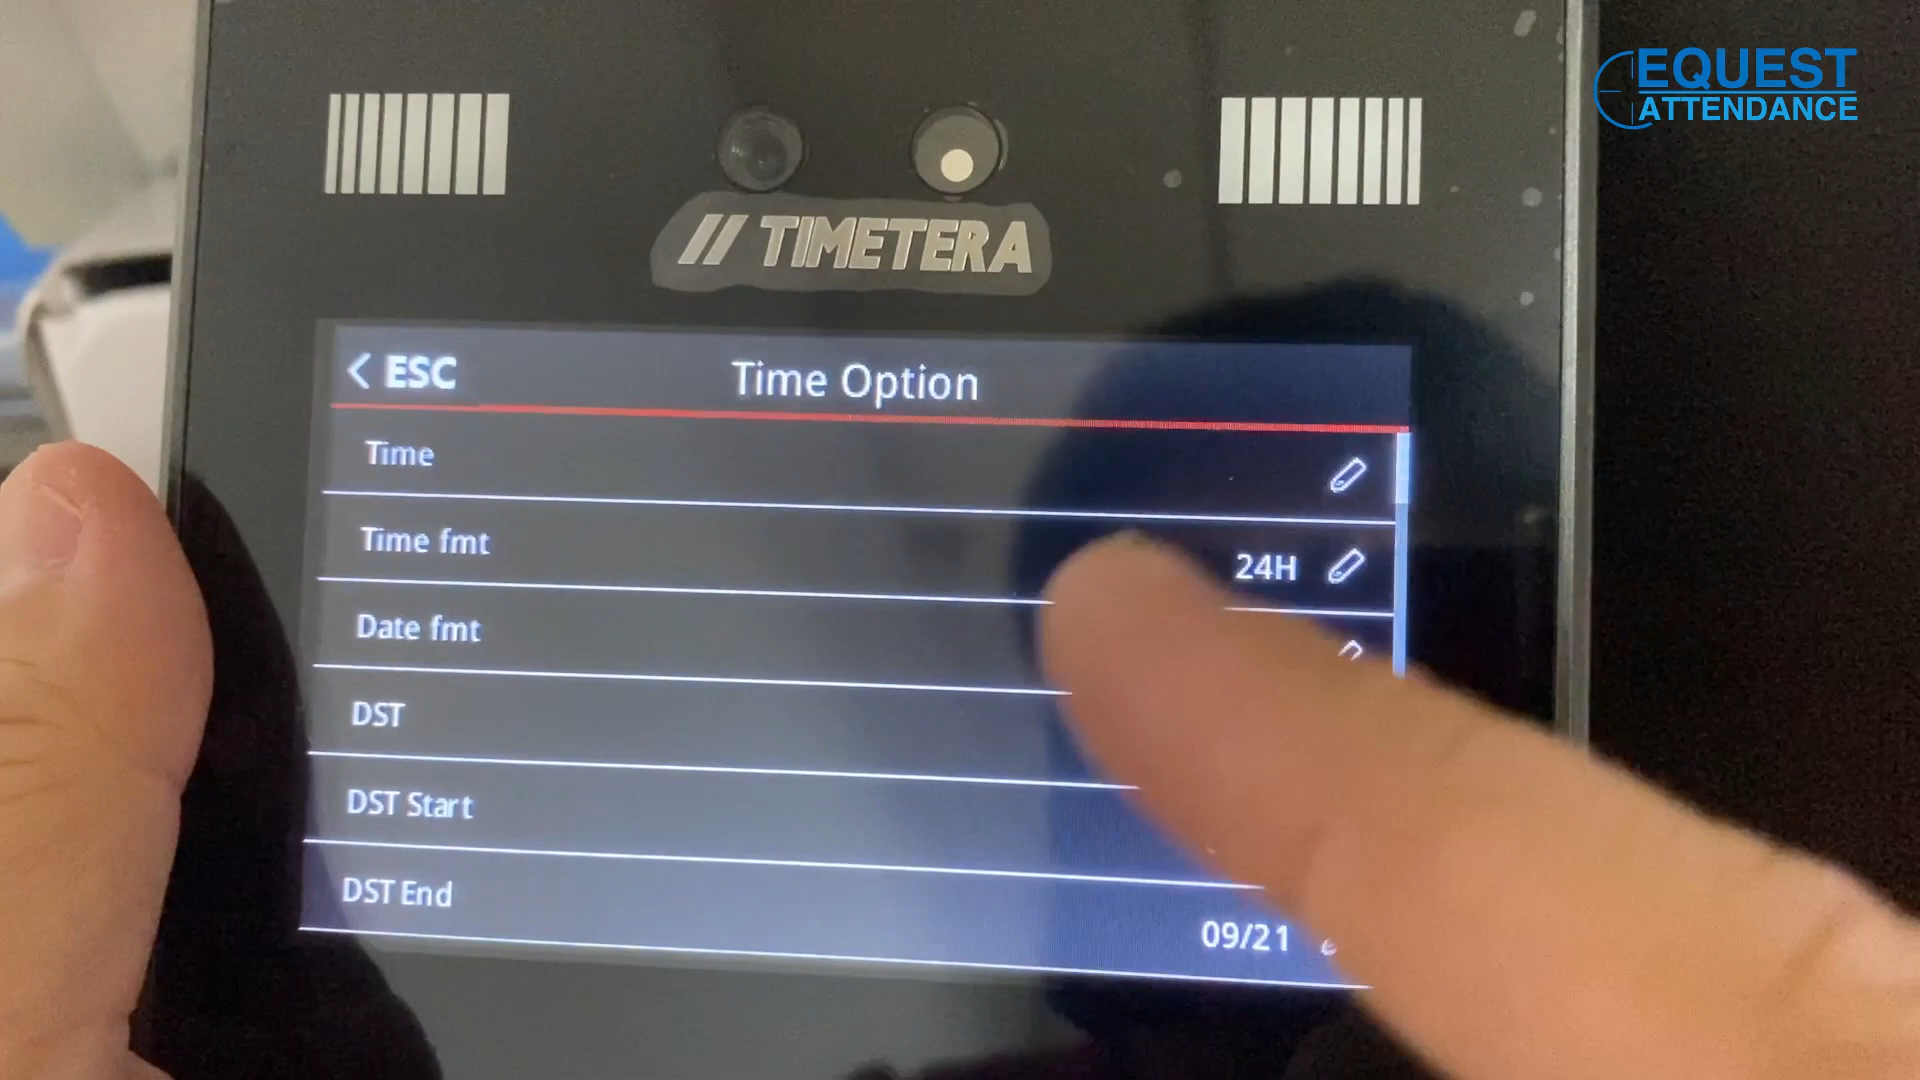 EQUEST
ATTENDANCE
// TIMETERA
< ESC
Time Option
Time
Time fmt
24H
Date fmt
DST
DST Start
DST End
09/21